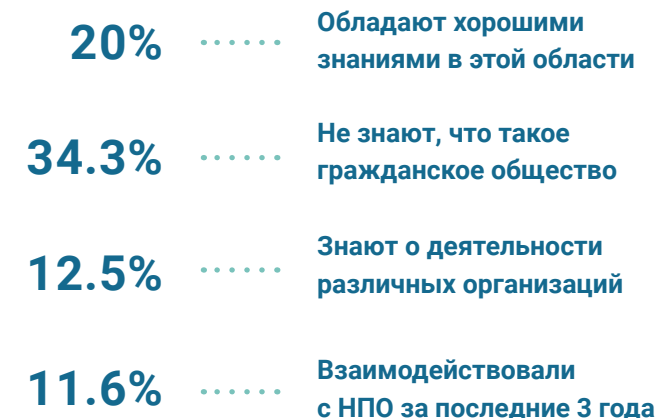 20% ...... Обладают хорошими
знаниями в этой области
34.3% ...... Не знают, что такое
гражданское общество
12.5% ...... Знают о деятельности
различных организаций
11.6% ...... Взаимодействовали
с НПО за последние 3 года